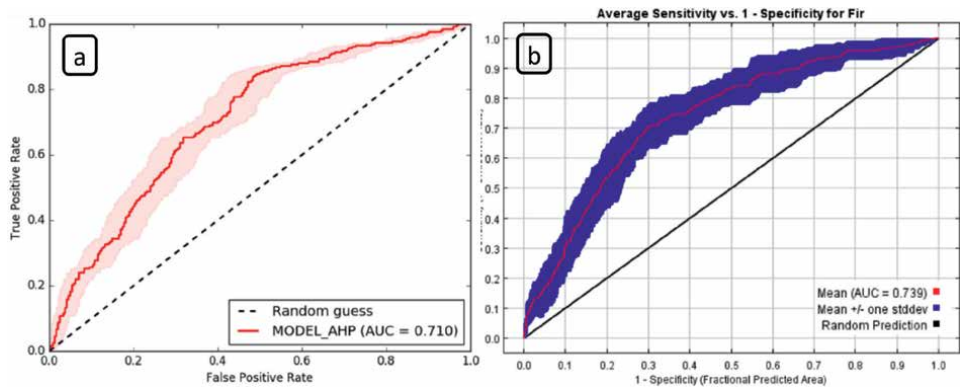 a
1.0
0.8
0.6
0.4
0.2
0.0
True Positive Rate
Random guess
MODEL_AHP (AUC = 0.710)
0.0 0.2 0.4 0.6 0.8 1.0
False Positive Rate
Average Sensitivity vs. 1 - Specificity for Fir
b
1.0
0.9
0.8
0.7
0.6
0.5
0.4
0.3
0.2
0.1
0.0
Mean (AUC = 0.739)
Mean +/- one stddev
Random Prediction
0.0 0.1 0.2 0.3 0.4 0.5 0.6 0.7 0.8 0.9 1.0
1 - Specificity (Fractional Predicted Area)